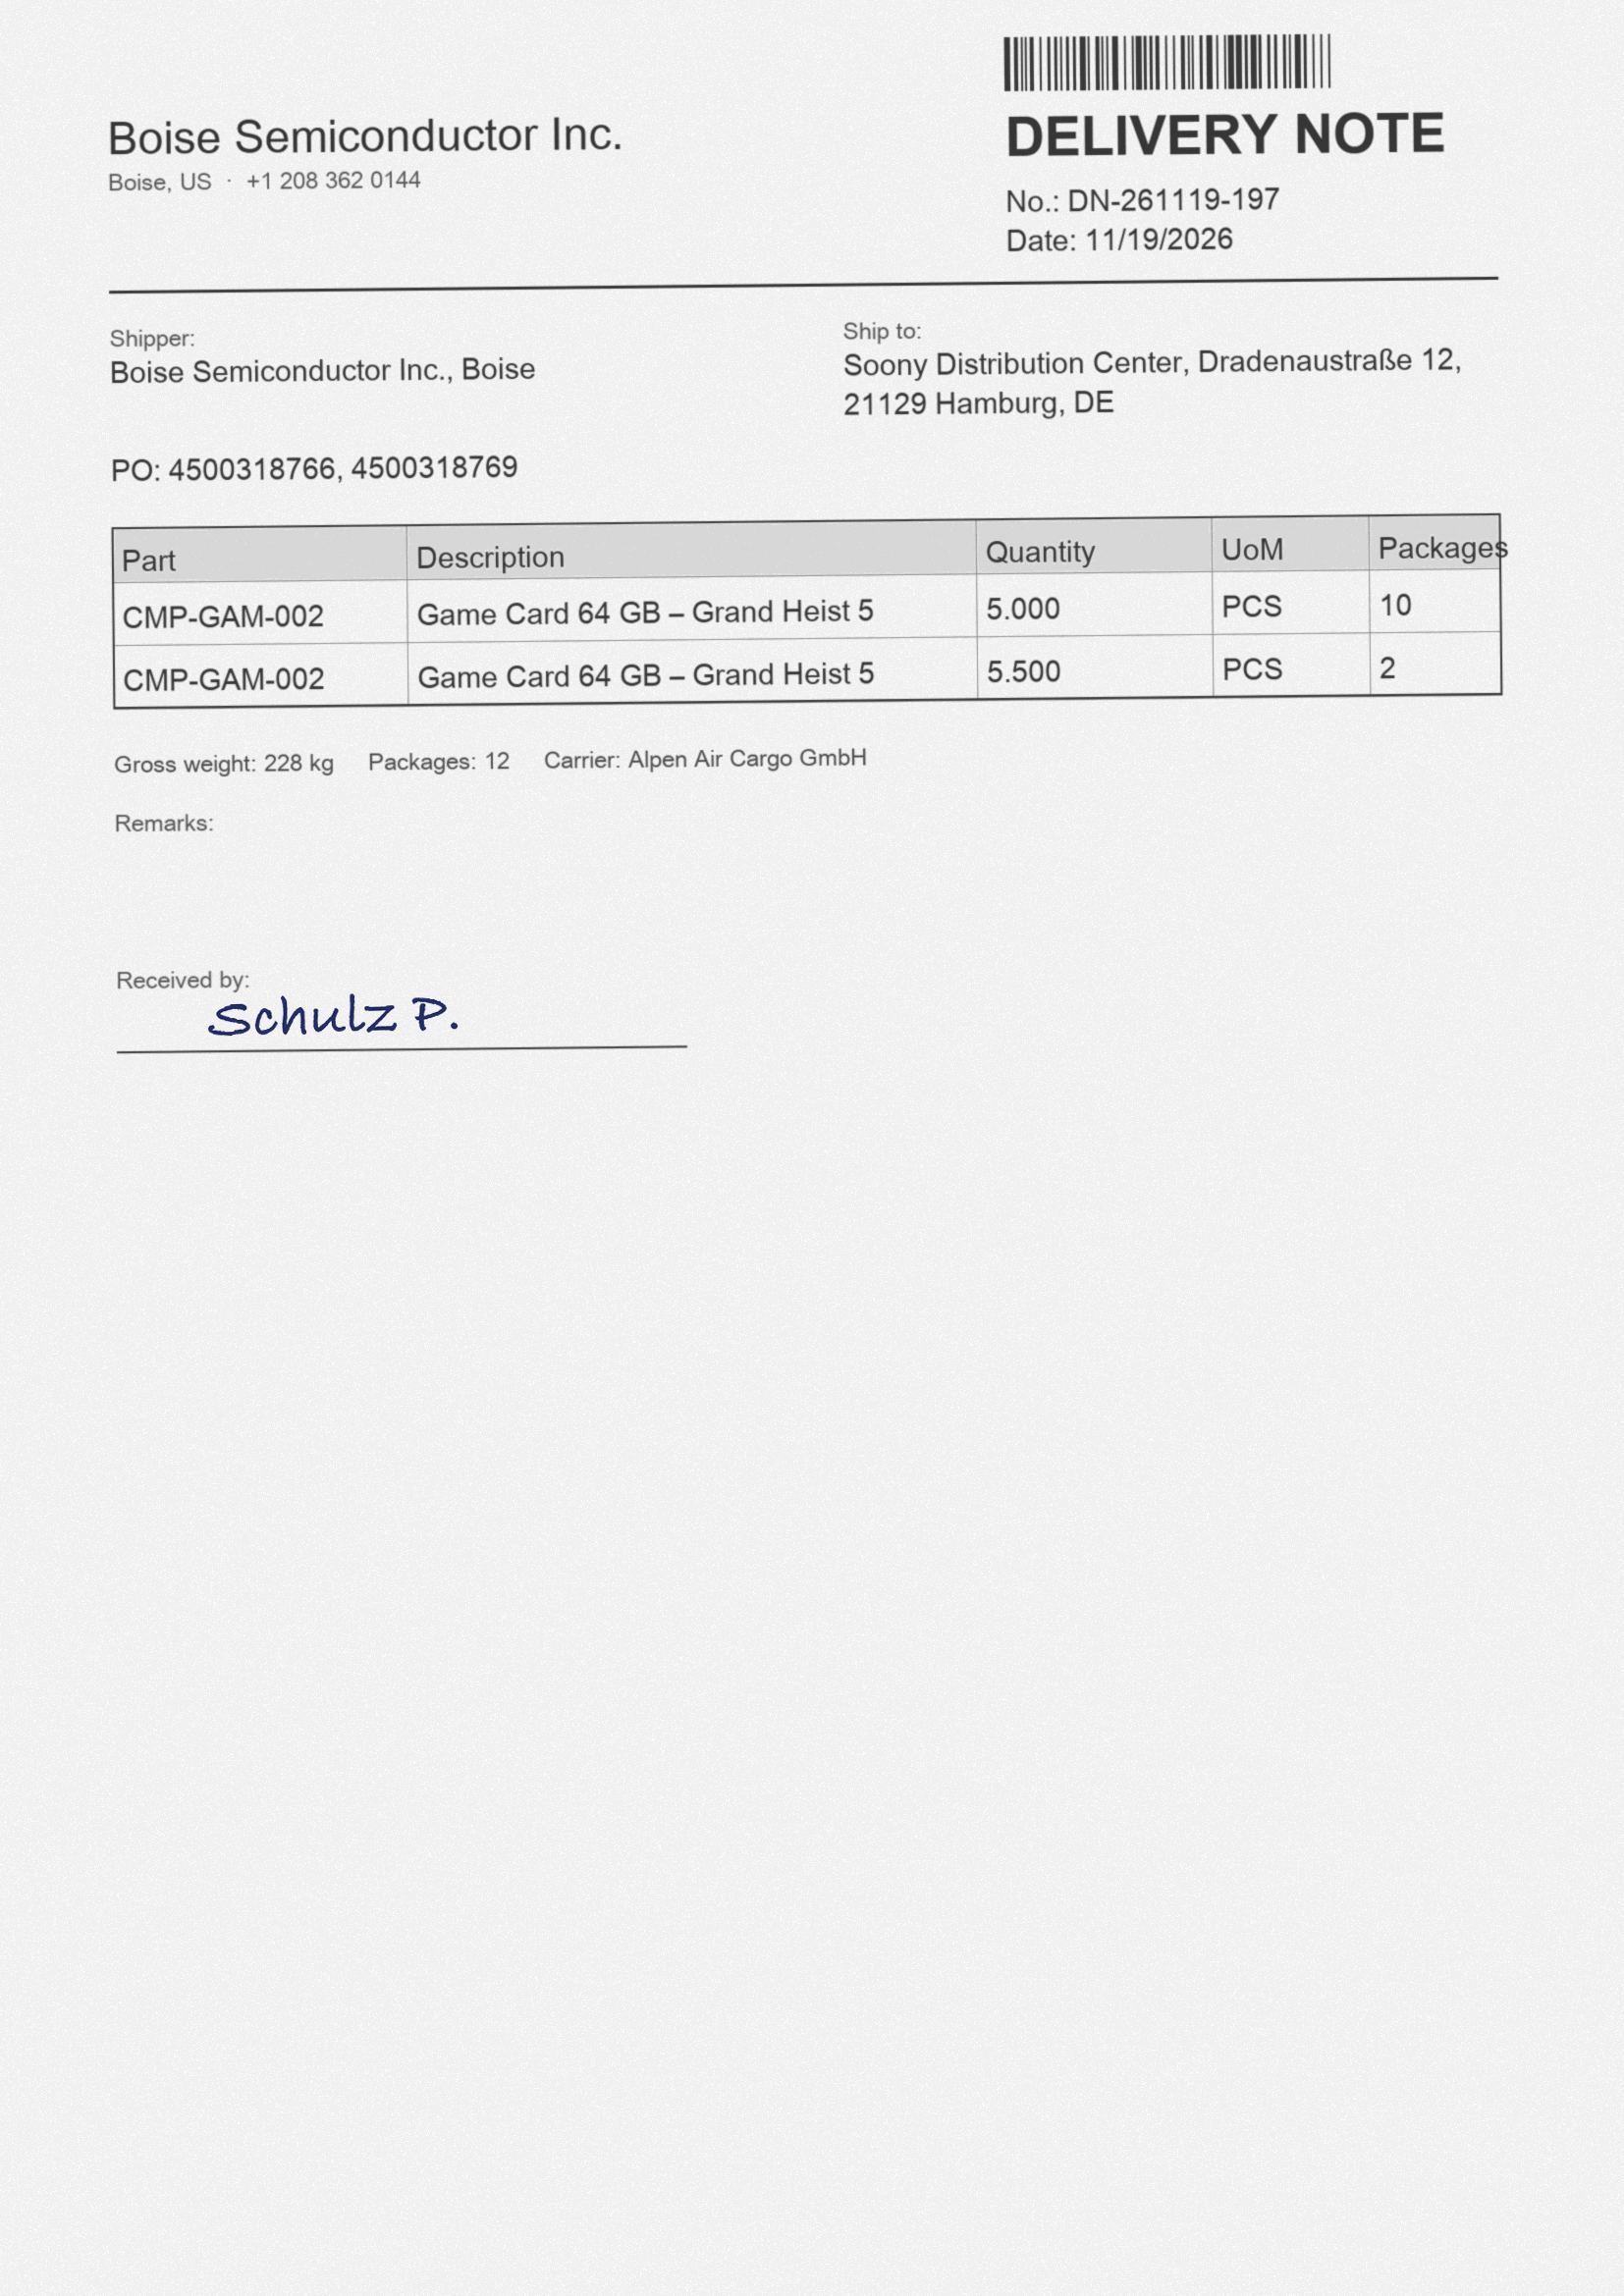 Boise Semiconductor Inc.
Boise, US · +1 208 362 0144
DELIVERY NOTE
No.: DN-261119-197
Date: 11/19/2026
Shipper:
Boise Semiconductor Inc., Boise
Ship to:
Soony Distribution Center, Dradenaustraße 12,
21129 Hamburg, DE
PO: 4500318766, 4500318769
Part Description Quantity UoM Packages
CMP-GAM-002 Game Card 64 GB – Grand Heist 5 5.000 PCS 10
CMP-GAM-002 Game Card 64 GB – Grand Heist 5 5.500 PCS 2
Gross weight: 228 kg Packages: 12 Carrier: Alpen Air Cargo GmbH
Remarks:
Received by:
Schulz P.